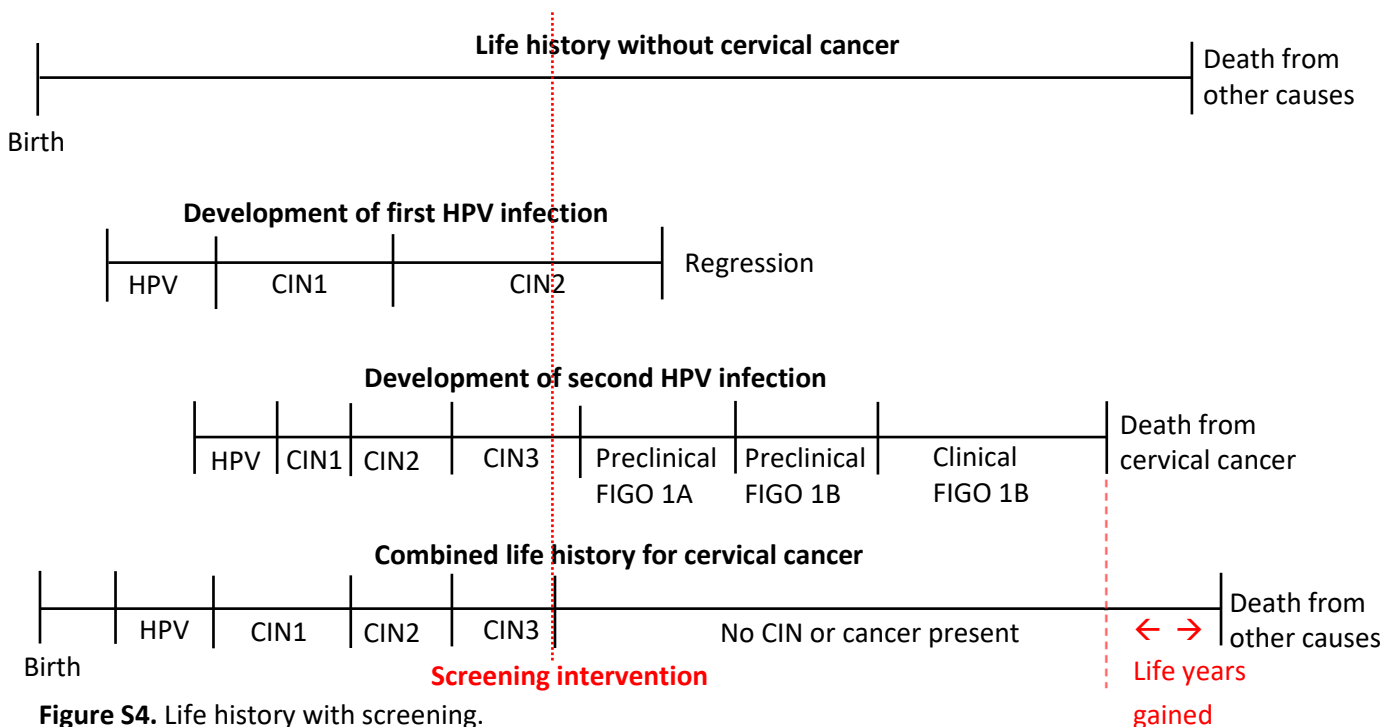 Life history without cervical cancer
Death from
other causes
Birth
Development of first HPV infection
HPV
CIN1
CIN2
Regression
Development of second HPV infection
HPV
CIN1
CIN2
CIN3
Preclinical
FIGO 1A
Preclinical
FIGO 1B
Clinical
FIGO 1B
Death from
cervical cancer
Combined life history for cervical cancer
HPV
CIN1
CIN2
CIN3
No CIN or cancer present
← →
Death from
other causes
Birth
Screening intervention
Life years
gained
Figure S4. Life history with screening.